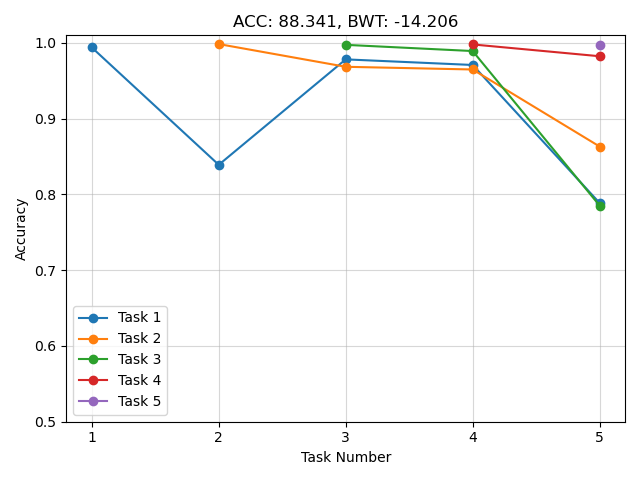 ACC: 88.341, BWT: -14.206
1.0
0.9
0.8
0.7
0.6
0.5
Accuracy
Task 1
Task 2
Task 3
Task 4
Task 5
1 2 3 4 5
Task Number